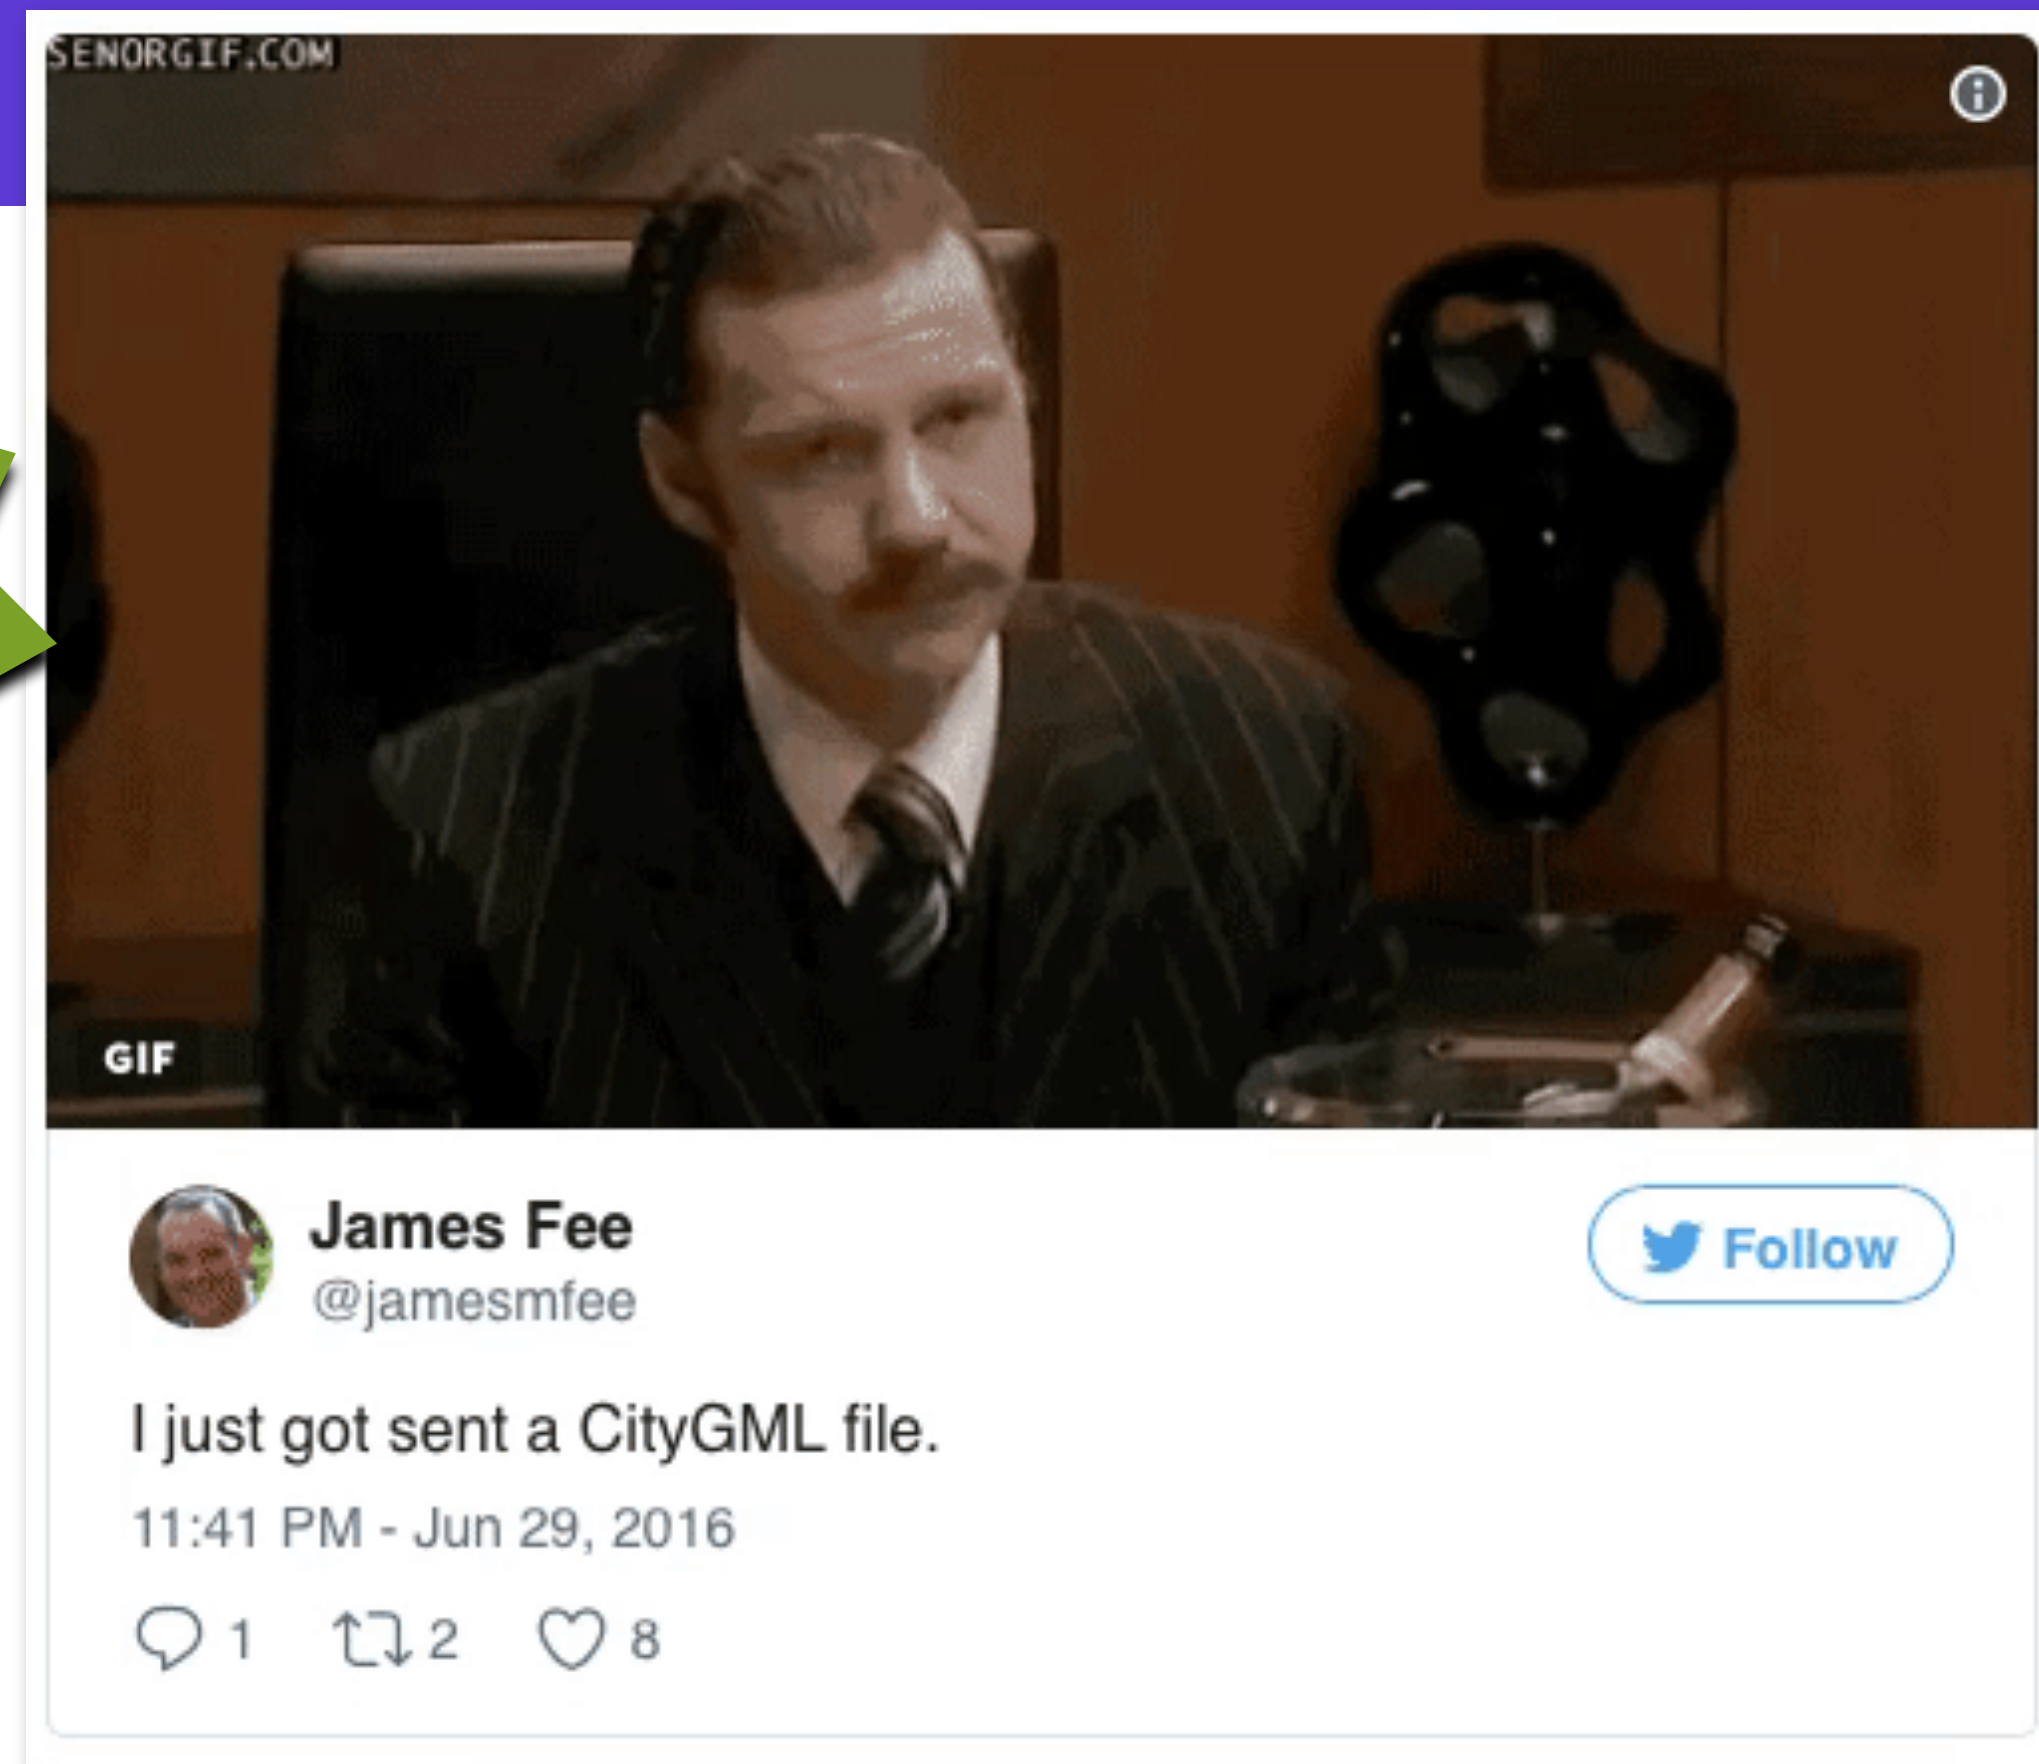 SENORGIF.COM
GIF
James Fee
Follow
@jamesmfee
I just got sent a CityGML file.
11:41 PM - Jun 29, 2016
1 2 8